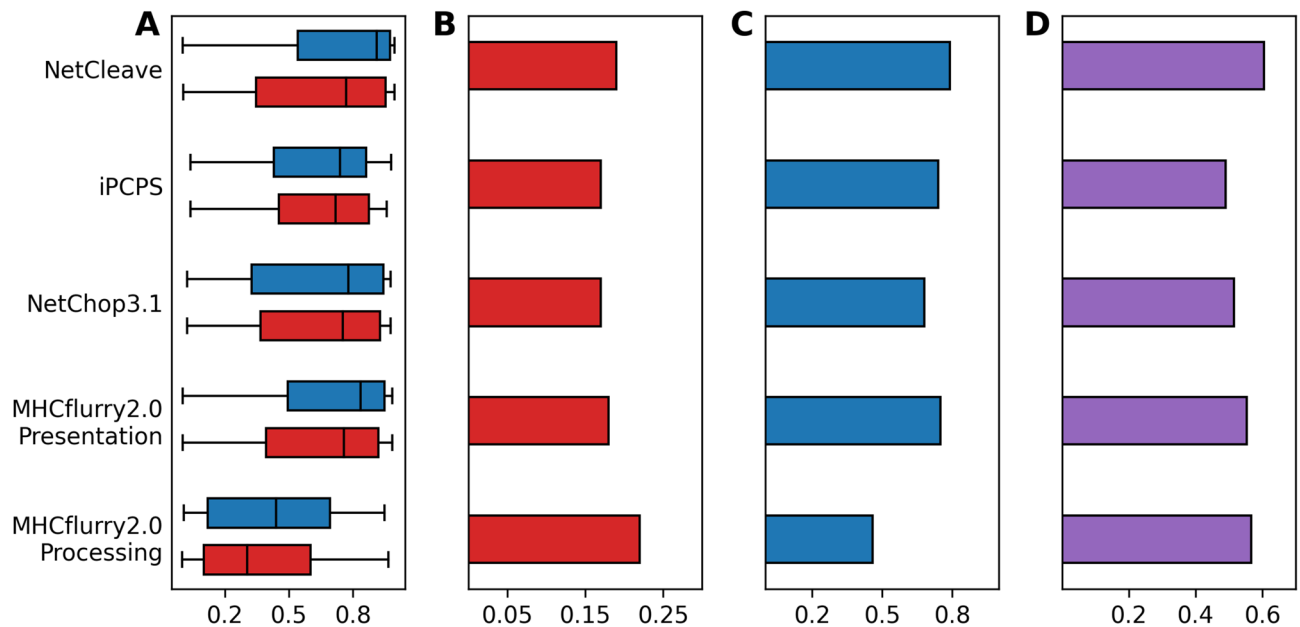 A
B
C
D
NetCleave
iPCPS
NetChop3.1
MHCflurry2.0
Presentation
MHCflurry2.0
Processing
0.2 0.5 0.8
0.05 0.15 0.25
0.2 0.5 0.8
0.2 0.4 0.6